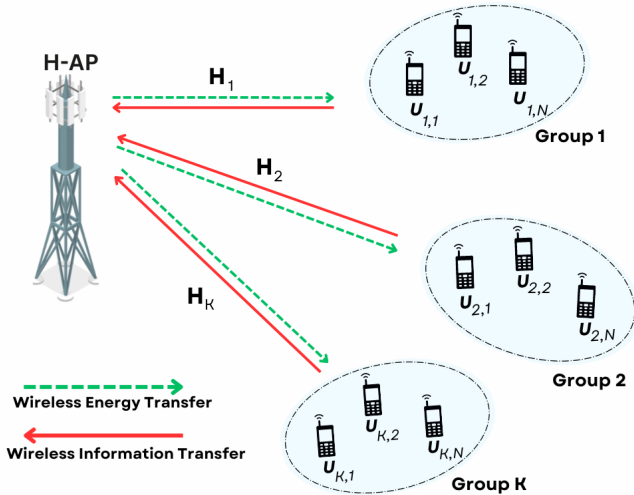 H-AP
H1
U1,1
U1,2
U1,N
Group 1
H2
U2,1
U2,2
U2,N
Group 2
HK
UK,1
UK,2
UK,N
Group K
Wireless Energy Transfer
Wireless Information Transfer